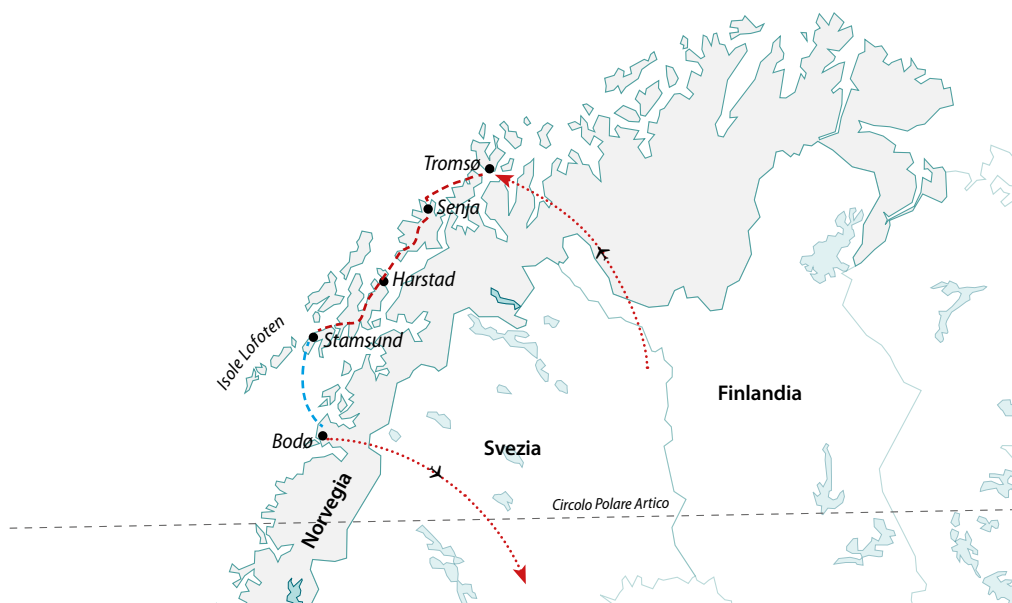 Tromsø
Senja
Harstad
Isole Lofoten
Stamsund
Finlandia
Bodø
Svezia
Norvegia
Circolo Polare Artico